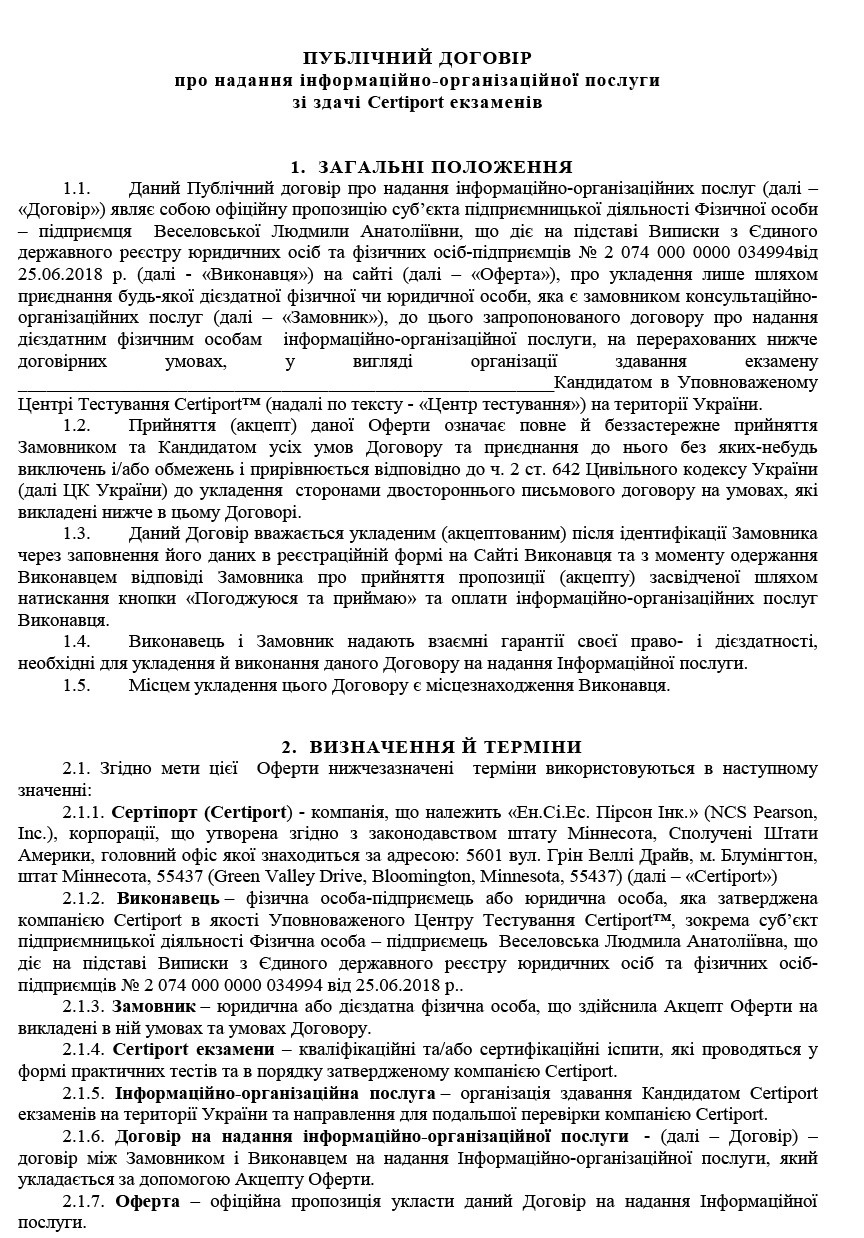 ПУБЛІЧНИЙ ДОГОВІР
про надання інформаційно-організаційної послуги
зі здачі Certiport екзаменів
1. ЗАГАЛЬНІ ПОЛОЖЕННЯ
1.1. Даний Публічний договір про надання інформаційно-організаційних послуг (далі –
«Договір») являє собою офіційну пропозицію суб’єкта підприємницької діяльності Фізичної особи
– підприємця Веселовської Людмили Анатоліївни, що діє на підставі Виписки з Єдиного
державного реєстру юридичних осіб та фізичних осіб-підприємців № 2 074 000 0000 034994від
25.06.2018 р. (далі - «Виконавця») на сайті (далі – «Оферта»), про укладення лише шляхом
приєднання будь-якої дієздатної фізичної чи юридичної особи, яка є замовником консультаційно-
організаційних послуг (далі – «Замовник»), до цього запропонованого договору про надання
дієздатним фізичним особам інформаційно-організаційної послуги, на перерахованих нижче
договірних умовах, у вигляді організації здавання екзамену
_________________________________________________________Кандидатом в Уповноваженому
Центрі Тестування Certiport™ (надалі по тексту - «Центр тестування») на території України.
1.2. Прийняття (акцепт) даної Оферти означає повне й беззастережне прийняття
Замовником та Кандидатом усіх умов Договору та приєднання до нього без яких-небудь
виключень і/або обмежень і прирівнюється відповідно до ч. 2 ст. 642 Цивільного кодексу України
(далі ЦК України) до укладення сторонами двостороннього письмового договору на умовах, які
викладені нижче в цьому Договорі.
1.3. Даний Договір вважається укладеним (акцептованим) після ідентифікації Замовника
через заповнення його даних в реєстраційній формі на Сайті Виконавця та з моменту одержання
Виконавцем відповіді Замовника про прийняття пропозиції (акцепту) засвідченої шляхом
натискання кнопки «Погоджуюся та приймаю» та оплати інформаційно-організаційних послуг
Виконавця.
1.4. Виконавець і Замовник надають взаємні гарантії своєї право- і дієздатності,
необхідні для укладення й виконання даного Договору на надання Інформаційної послуги.
1.5. Місцем укладення цього Договору є місцезнаходження Виконавця.
2. ВИЗНАЧЕННЯ Й ТЕРМІНИ
2.1. Згідно мети цієї Оферти нижчезазначені терміни використовуються в наступному
значенні:
2.1.1. Сертіпорт (Certiport) - компанія, що належить «Ен.Сі.Ес. Пірсон Інк.» (NCS Pearson,
Inc.), корпорації, що утворена згідно з законодавством штату Міннесота, Сполучені Штати
Америки, головний офіс якої знаходиться за адресою: 5601 вул. Грін Веллі Драйв, м. Блумінгтон,
штат Міннесота, 55437 (Green Valley Drive, Bloomington, Minnesota, 55437) (далі – «Certiport»)
2.1.2. Виконавець – фізична особа-підприємець або юридична особа, яка затверджена
компанією Certiport в якості Уповноваженого Центру Тестування Certiport™, зокрема суб’єкт
підприємницької діяльності Фізична особа – підприємець Веселовська Людмила Анатоліївна, що
діє на підставі Виписки з Єдиного державного реєстру юридичних осіб та фізичних осіб-
підприємців № 2 074 000 0000 034994 від 25.06.2018 р..
2.1.3. Замовник – юридична або дієздатна фізична особа, що здійснила Акцепт Оферти на
викладені в ній умовах та умовах Договору.
2.1.4. Certiport екзамени – кваліфікаційні та/або сертифікаційні іспити, які проводяться у
формі практичних тестів та в порядку затвердженому компанією Certiport.
2.1.5. Інформаційно-організаційна послуга – організація здавання Кандидатом Certiport
екзаменів на території України та направлення для подальшої перевірки компанією Certiport.
2.1.6. Договір на надання інформаційно-організаційної послуги - (далі – Договір) –
договір між Замовником і Виконавцем на надання Інформаційно-організаційної послуги, який
укладається за допомогою Акцепту Оферти.
2.1.7. Оферта – офіційна пропозиція укласти даний Договір на надання Інформаційної
послуги.